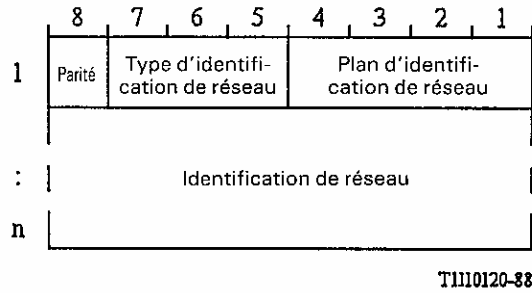 8 7 6 5 4 3 2 1
1
Parité
Type d'identifi-
cation de réseau
Plan d'identifi-
cation de réseau
:
Identification de réseau
n
T1110120-88